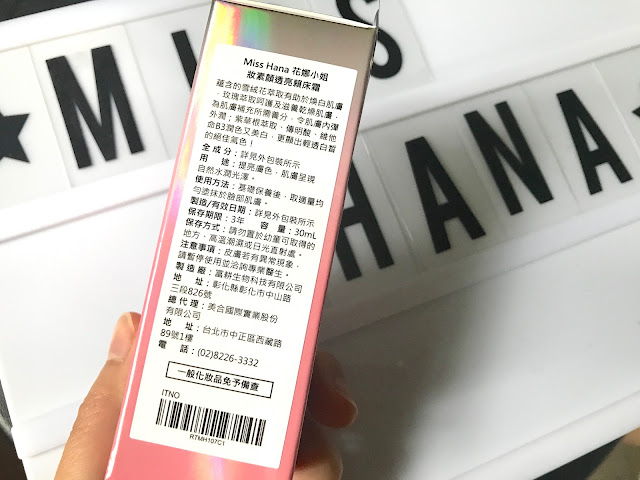 MISS
HANA
Miss Hana 花娜小姐
妝素顏透亮賴床霜
蘊含的雪絨花萃取有助於煥白肌膚
，玫瑰萃取呵護及滋養乾燥肌膚，
為肌膚補充所需養分，令肌膚內彈
外潤；紫草根萃取、傳明酸、維他
命B3潤色又美白，更顯出輕透白皙
的絕佳氣色！
全 成 分：詳見外包裝所示
用 途：提亮膚色，肌膚呈現
自然水潤光澤。
使用方法：基礎保養後，取適量均
勻塗抹於臉部肌膚。
製造/有效日期：詳見外包裝所示
保存期限：3年 容 量：30mL
保存方式：請勿置於幼童可取得的
地方，高溫潮濕或日光直射處。
注意事項：皮膚若有異常現象，
請暫停使用並洽詢專業醫生。
製 造 廠：富耕生物科技有限公司
地 址：彰化縣彰化市中山路
三段826號
總 代 理：美合國際實業股份
有限公司
地 址：台北市中正區西藏路
89號1樓
電 話：(02)8226-3332
一般化妝品免予備查
ITNO
RTMH107C1